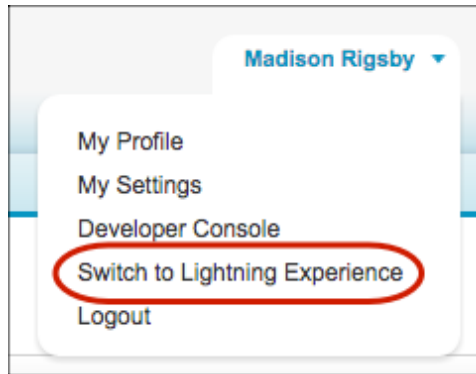 Madison Rigsby
My Profile
My Settings
Developer Console
Switch to Lightning Experience
Logout